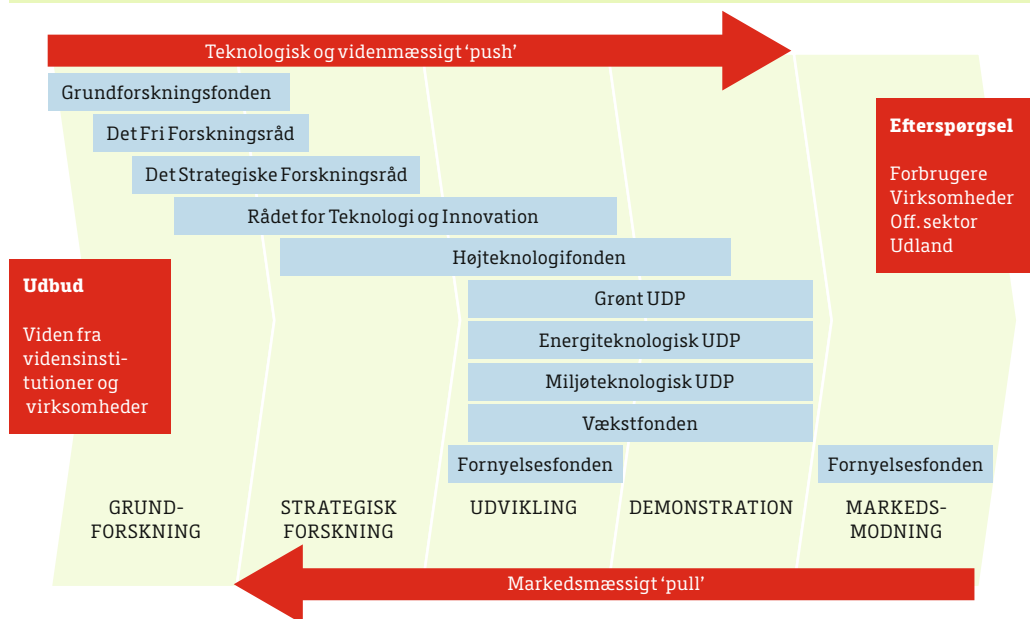 Teknologisk og videnmæssigt ‘push’
Grundforskningsfonden
Det Fri Forskningsråd
Det Strategiske Forskningsråd
Rådet for Teknologi og Innovation
Højteknologifonden
Grønt UDP
Energiteknologisk UDP
Miljøteknologisk UDP
Vækstfonden
Fornyelsesfonden
Fornyelsesfonden
Efterspørgsel
Forbrugere
Virksomheder
Off. sektor
Udland
Udbud
Viden fra
vidensinsti-
tutioner og
virksomheder
GRUND-
FORSKNING
STRATEGISK
FORSKNING
UDVIKLING
DEMONSTRATION
MARKEDS-
MODNING
Markedsmæssigt ‘pull’